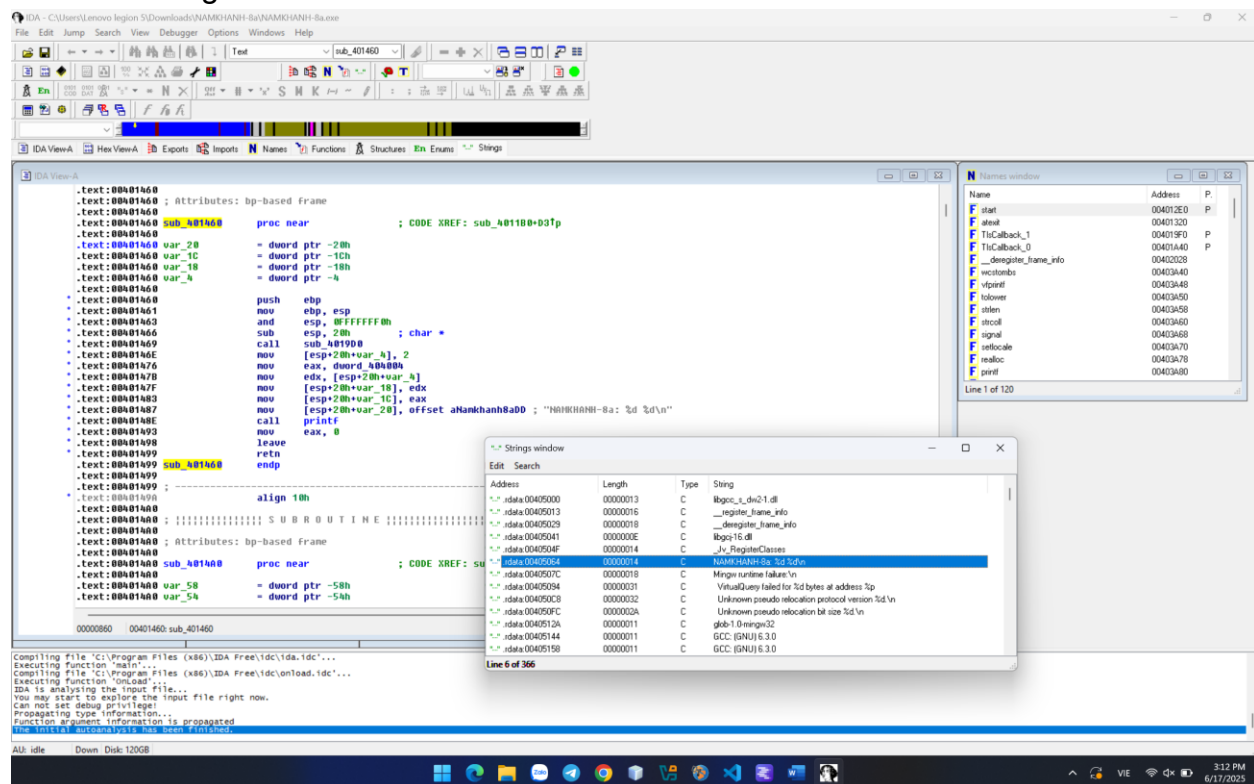 IDA - C:\Users\Lenovo legion 5\Downloads\NAMKHANH-8a\NAMKHANH-8a.exe
File Edit Jump Search View Debugger Options Windows Help
Text
sub_401460
IDA View-A Hex View-A Exports Imports N Names Functions Structures En Enums Strings
IDA View-A
.text:00401460
.text:00401460 ; Attributes: bp-based frame
.text:00401460
.text:00401460 sub_401460 proc near ; CODE XREF: sub_4011B0+D3↑p
.text:00401460
.text:00401460 var_20 = dword ptr -20h
.text:00401460 var_1C = dword ptr -1Ch
.text:00401460 var_18 = dword ptr -18h
.text:00401460 var_4 = dword ptr -4
.text:00401460
.text:00401460 push ebp
.text:00401461 mov ebp, esp
.text:00401463 and esp, 0FFFFFFF0h
.text:00401466 sub esp, 20h ; char *
.text:00401469 call sub_4019D0
.text:0040146E mov [esp+20h+var_4], 2
.text:00401476 mov eax, dword_404004
.text:0040147B mov edx, [esp+20h+var_4]
.text:0040147F mov [esp+20h+var_18], edx
.text:00401483 mov [esp+20h+var_1C], eax
.text:00401487 mov [esp+20h+var_20], offset aNamkhanh8aDD ; "NAMKHANH-8a: %d %d\n"
.text:0040148E call printf
.text:00401493 mov eax, 0
.text:00401498 leave
.text:00401499 retn
.text:00401499 sub_401460 endp
.text:00401499
.text:00401499 ;
.text:0040149A align 10h
.text:004014A0
.text:004014A0 ; S U B R O U T I N E
.text:004014A0
.text:004014A0 ; Attributes: bp-based frame
.text:004014A0
.text:004014A0 sub_4014A0 proc near ; CODE XREF: su
.text:004014A0
.text:004014A0 var_58 = dword ptr -58h
.text:004014A0 var_54 = dword ptr -54h
00000860 00401460: sub_401460
N Names window
Name Address P.
F start 004012E0 P
F atexit 00401320
F TlsCallback_1 004019F0 P
F TlsCallback_0 00401A40 P
F __deregister_frame_info 00402028
F wcstombs 00403A40
F vfprintf 00403A48
F tolower 00403A50
F strlen 00403A58
F strcoll 00403A60
F signal 00403A68
F setlocale 00403A70
F realloc 00403A78
F printf 00403A80
Line 1 of 120
Strings window
Edit Search
Address Length Type String
.rdata:00405000 00000013 C libgcc_s_dw2-1.dll
.rdata:00405013 00000016 C __register_frame_info
.rdata:00405029 00000018 C __deregister_frame_info
.rdata:00405041 0000000E C libgcj-16.dll
.rdata:0040504F 00000014 C _Jv_RegisterClasses
.rdata:00405064 00000014 C NAMKHANH-8a: %d %d\n
.rdata:0040507C 00000018 C Mingw runtime failure:\n
.rdata:00405094 00000031 C VirtualQuery failed for %d bytes at address %p
.rdata:004050C8 00000032 C Unknown pseudo relocation protocol version %d.\n
.rdata:004050FC 0000002A C Unknown pseudo relocation bit size %d.\n
.rdata:0040512A 00000011 C glob-1.0-mingw32
.rdata:00405144 00000011 C GCC: (GNU) 6.3.0
.rdata:00405158 00000011 C GCC: (GNU) 6.3.0
Line 6 of 366
Compiling file 'C:\Program Files (x86)\IDA Free\idc\ida.idc'...
Executing function 'main'...
Compiling file 'C:\Program Files (x86)\IDA Free\idc\onload.idc'...
Executing function 'OnLoad'...
IDA is analysing the input file...
You may start to explore the input file right now.
Can not set debug privilege!
Propagating type information...
Function argument information is propagated
The initial autoanalysis has been finished.
AU: idle Down Disk: 120GB
VIE
3:12 PM
6/17/2025